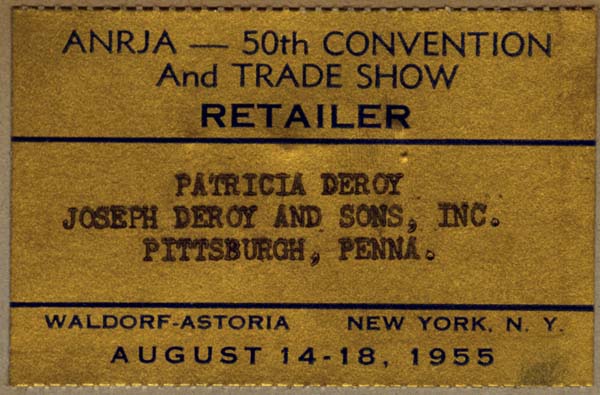 ANRJA — 50th CONVENTION
And TRADE SHOW
RETAILER
PATRICIA DEROY
JOSEPH DEROY AND SONS, INC.
PITTSBURGH, PENNA.
WALDORF-ASTORIA NEW YORK, N. Y.
AUGUST 14-18, 1955